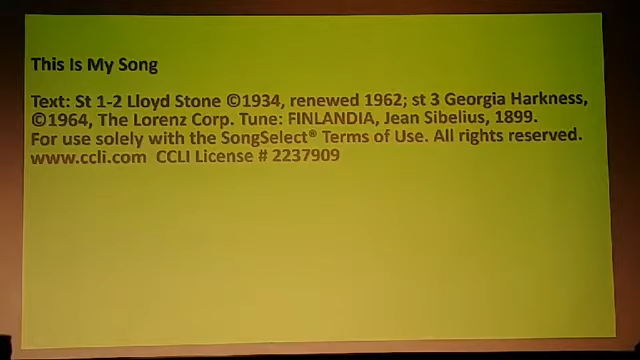 This Is My Song
Text: St 1-2 Lloyd Stone ©1934, renewed 1962; st 3 Georgia Harkness,
©1964, The Lorenz Corp. Tune: FINLANDIA, Jean Sibelius, 1899.
For use solely with the SongSelect® Terms of Use. All rights reserved.
www.ccli.com  CCLI License # 2237909